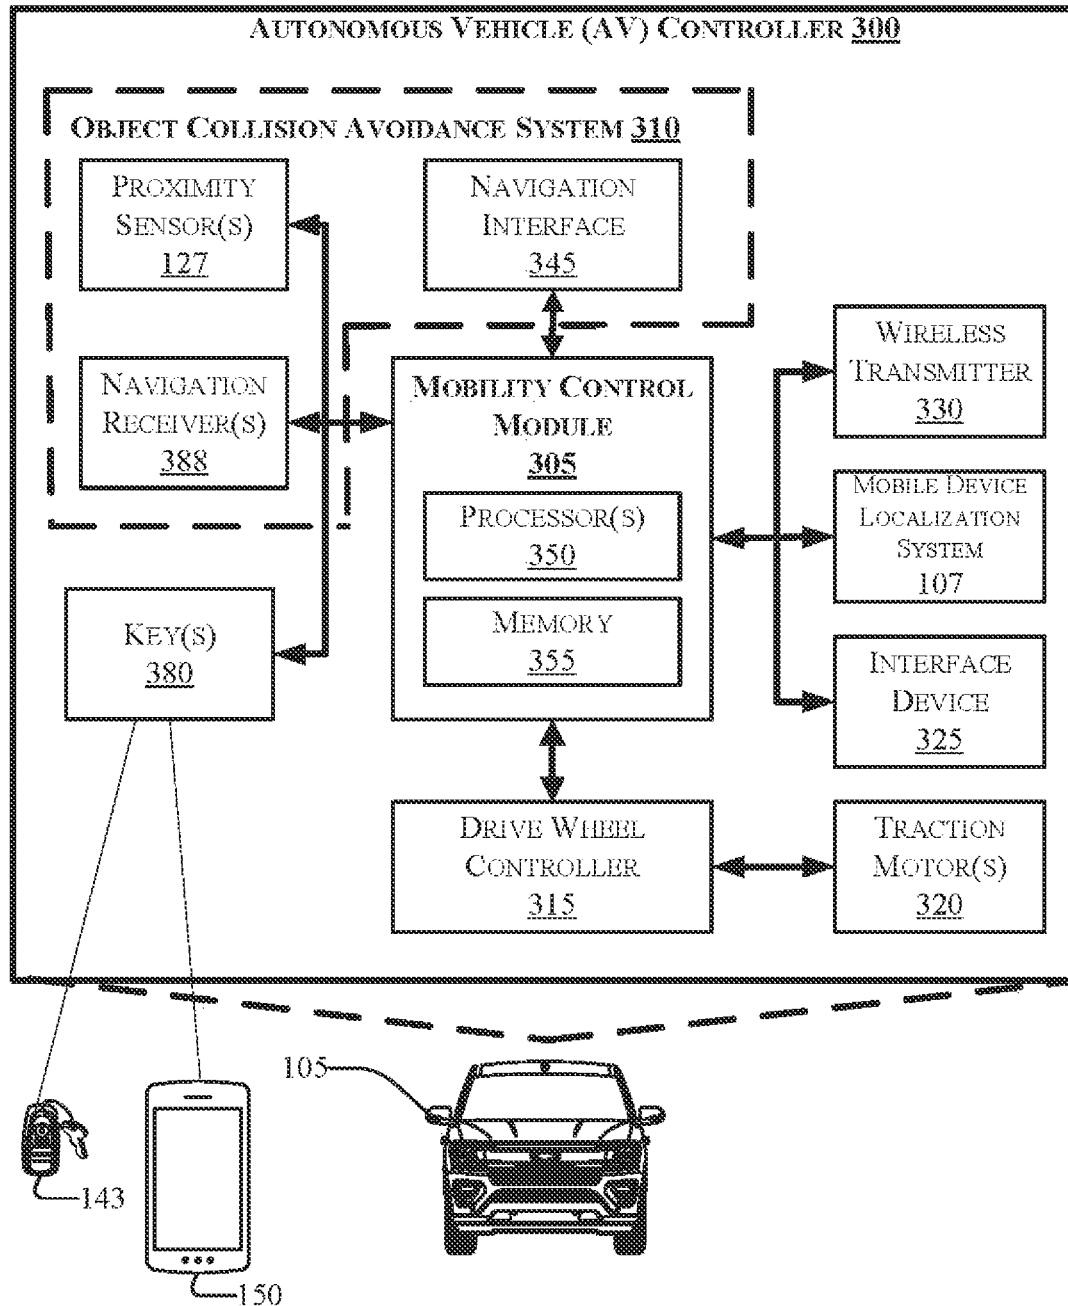 AUTONOMOUS VEHICLE (AV) CONTROLLER 300
OBJECT COLLISION AVOIDANCE SYSTEM 310
PROXIMITY
SENSOR(S)
127
NAVIGATION
INTERFACE
345
NAVIGATION
RECEIVER(S)
388
MOBILITY CONTROL
MODULE
305
PROCESSOR(S)
350
MEMORY
355
WIRELESS
TRANSMITTER
330
MOBILE DEVICE
LOCALIZATION
SYSTEM
107
KEY(S)
380
INTERFACE
DEVICE
325
DRIVE WHEEL
CONTROLLER
315
TRACTION
MOTOR(S)
320
105
143
150